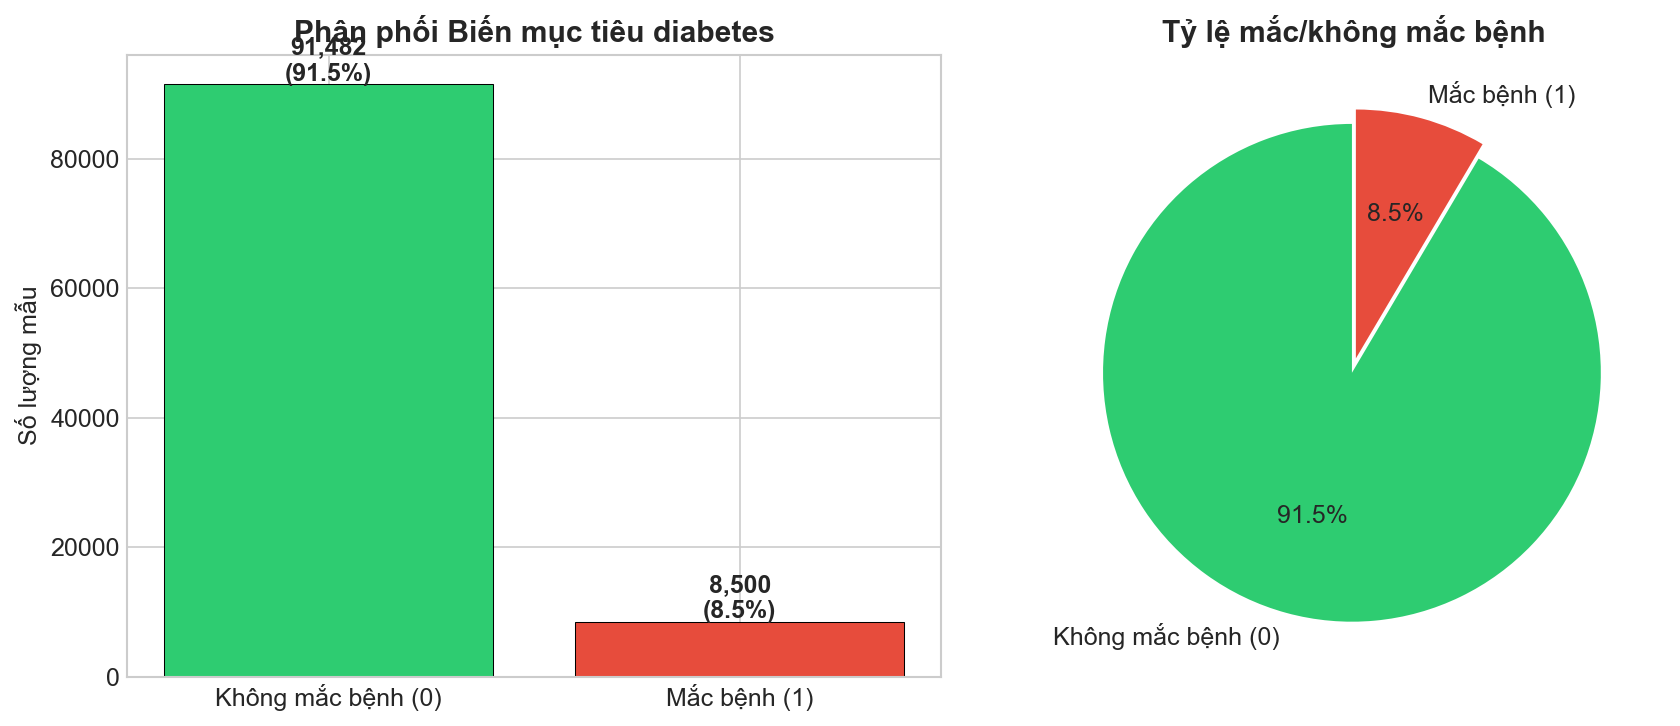 Phân phối Biến mục tiêu diabetes
91,482
(91.5%)
80000
60000
40000
20000
0
Số lượng mẫu
8,500
(8.5%)
Không mắc bệnh (0)
Mắc bệnh (1)
Tỷ lệ mắc/không mắc bệnh
Mắc bệnh (1)
8.5%
91.5%
Không mắc bệnh (0)